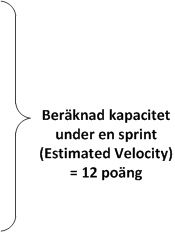 Beräknad kapacitet
under en sprint
(Estimated Velocity)
= 12 poäng